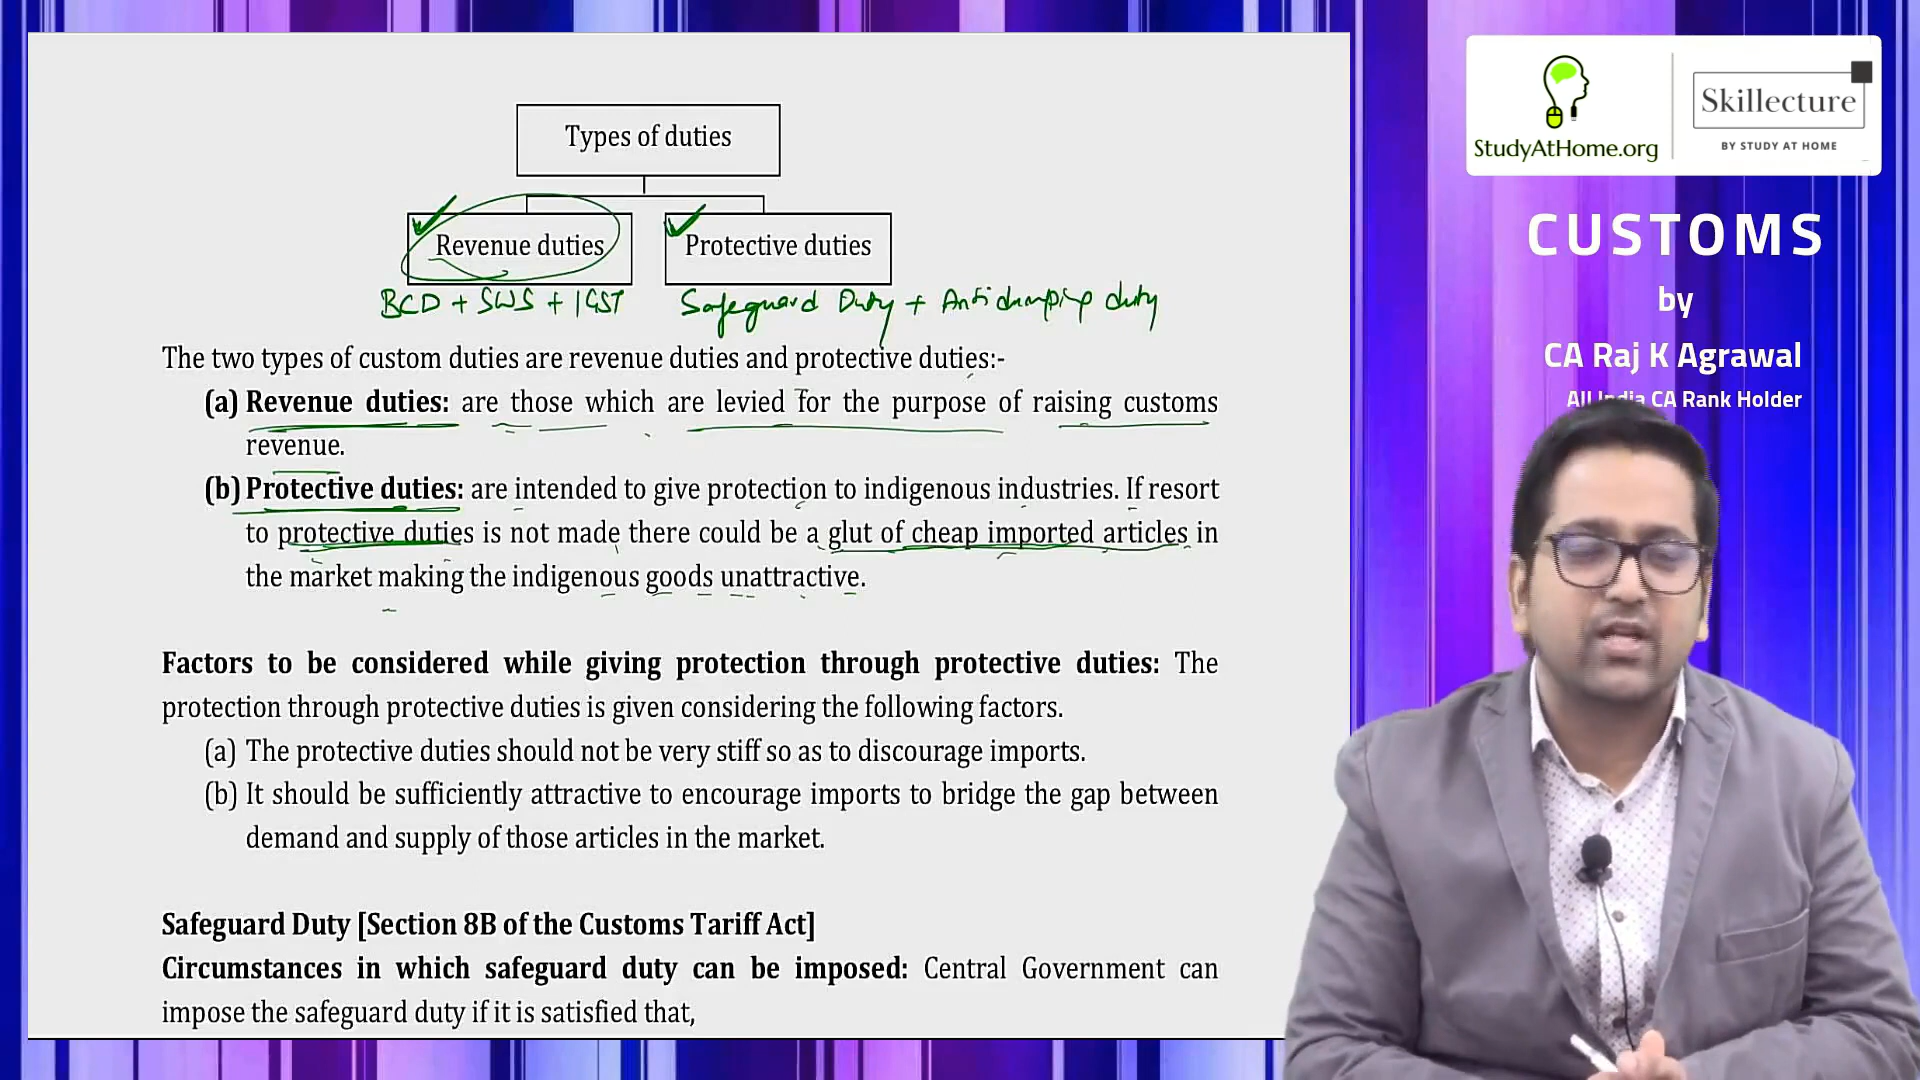 Types of duties
Revenue duties
Protective duties
BCD + SWS + IGST
Safeguard Duty + Antidumping duty
The two types of custom duties are revenue duties and protective duties:-
(a) Revenue duties: are those which are levied for the purpose of raising customs
revenue.
(b) Protective duties: are intended to give protection to indigenous industries. If resort
to protective duties is not made there could be a glut of cheap imported articles in
the market making the indigenous goods unattractive.
Factors to be considered while giving protection through protective duties: The
protection through protective duties is given considering the following factors.
(a) The protective duties should not be very stiff so as to discourage imports.
(b) It should be sufficiently attractive to encourage imports to bridge the gap between
demand and supply of those articles in the market.
Safeguard Duty [Section 8B of the Customs Tariff Act]
Circumstances in which safeguard duty can be imposed: Central Government can
impose the safeguard duty if it is satisfied that,
StudyAtHome.org
Skillecture
BY STUDY AT HOME
CUSTOMS
by
CA Raj K Agrawal
All India CA Rank Holder